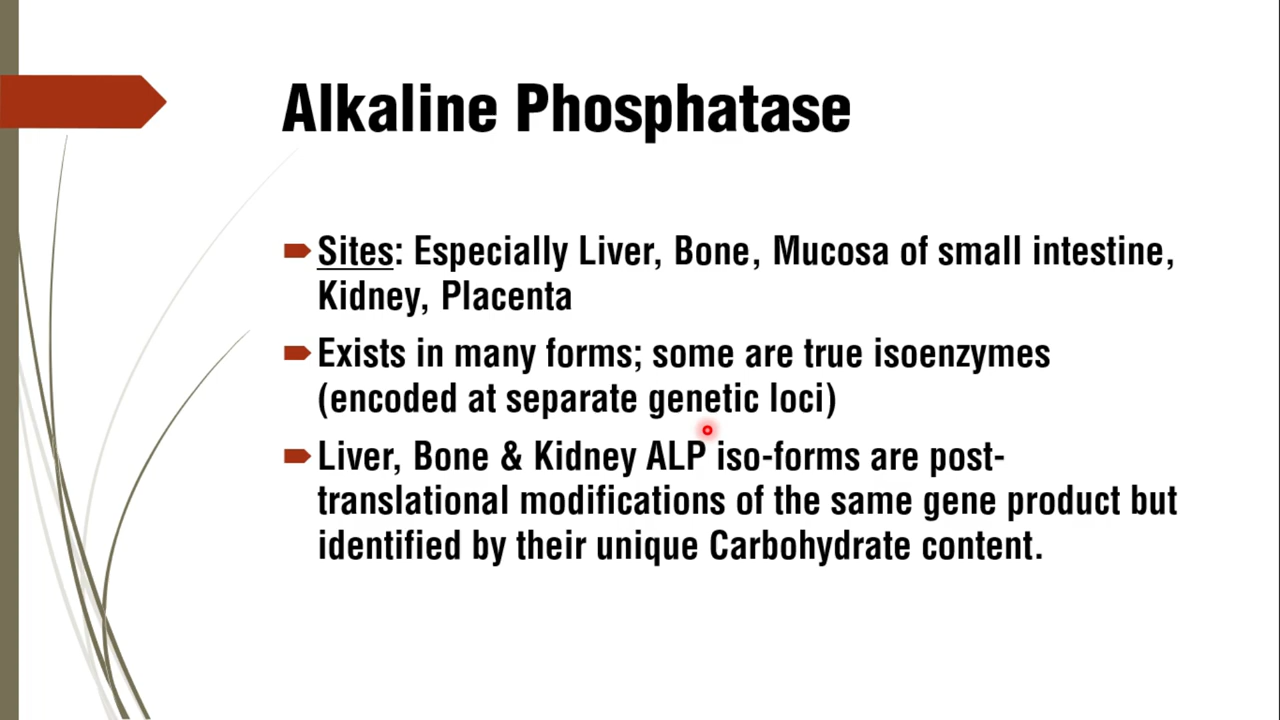 Alkaline Phosphatase
Sites: Especially Liver, Bone, Mucosa of small intestine,
Kidney, Placenta
Exists in many forms; some are true isoenzymes
(encoded at separate genetic loci)
Liver, Bone & Kidney ALP iso-forms are post-
translational modifications of the same gene product but
identified by their unique Carbohydrate content.